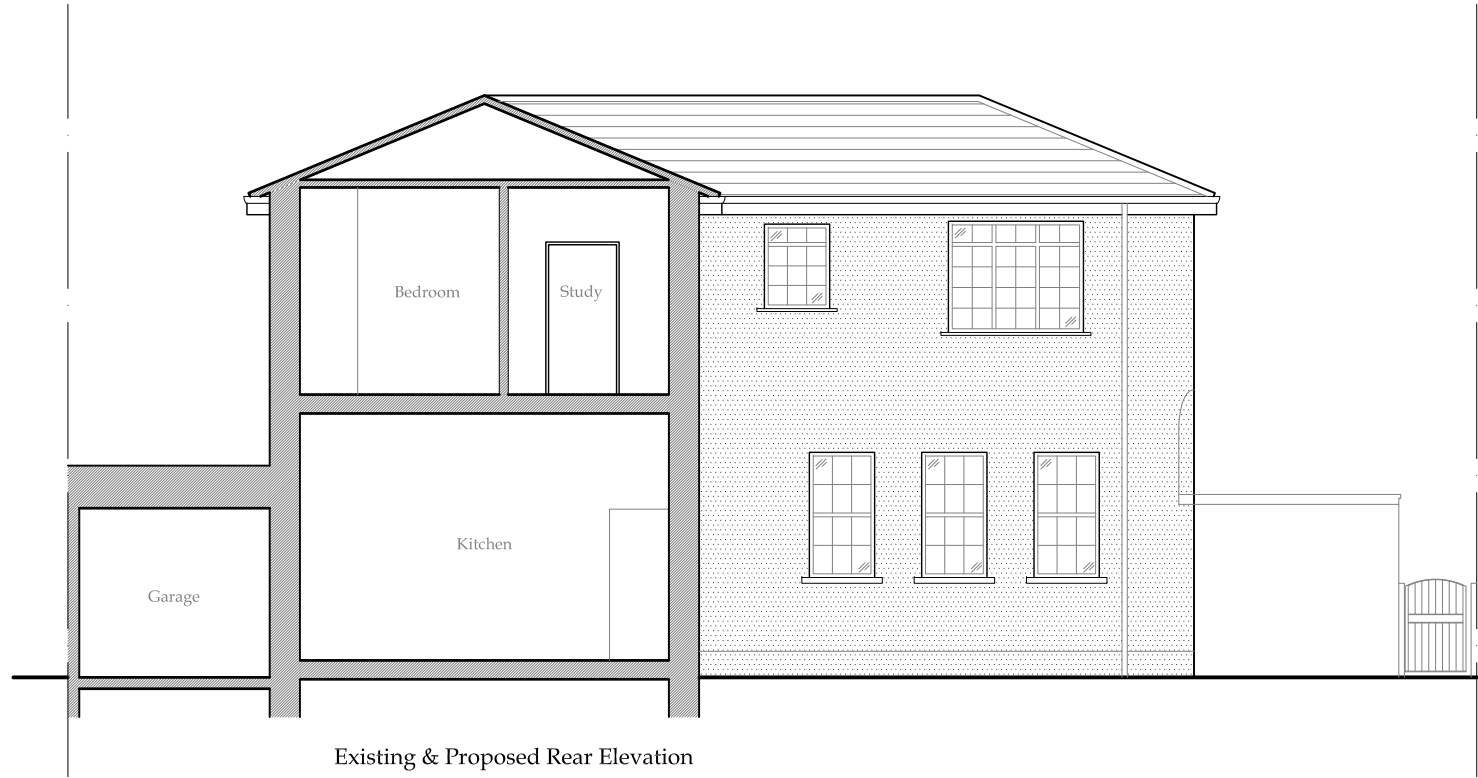 Bedroom
Study
Kitchen
Garage
Existing & Proposed Rear Elevation